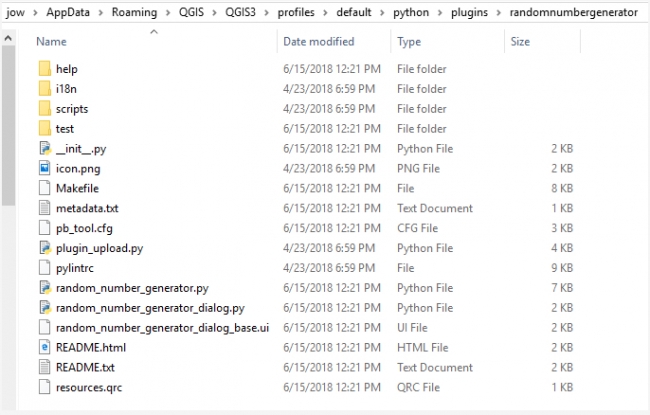 jow > AppData > Roaming > QGIS > QGIS3 > profiles > default > python > plugins > randomnumbergenerator
Name Date modified Type Size
help 6/15/2018 12:21 PM File folder
i18n 4/23/2018 6:59 PM File folder
scripts 4/23/2018 6:59 PM File folder
test 6/15/2018 12:21 PM File folder
__init__.py 6/15/2018 12:21 PM Python File 2 KB
icon.png 4/23/2018 6:59 PM PNG File 2 KB
Makefile 6/15/2018 12:21 PM File 8 KB
metadata.txt 6/15/2018 12:21 PM Text Document 1 KB
pb_tool.cfg 6/15/2018 12:21 PM CFG File 3 KB
plugin_upload.py 4/23/2018 6:59 PM Python File 4 KB
pylintrc 4/23/2018 6:59 PM File 9 KB
random_number_generator.py 6/15/2018 12:21 PM Python File 7 KB
random_number_generator_dialog.py 6/15/2018 12:21 PM Python File 2 KB
random_number_generator_dialog_base.ui 6/15/2018 12:21 PM UI File 2 KB
README.html 6/15/2018 12:21 PM HTML File 2 KB
README.txt 6/15/2018 12:21 PM Text Document 2 KB
resources.qrc 6/15/2018 12:21 PM QRC File 1 KB